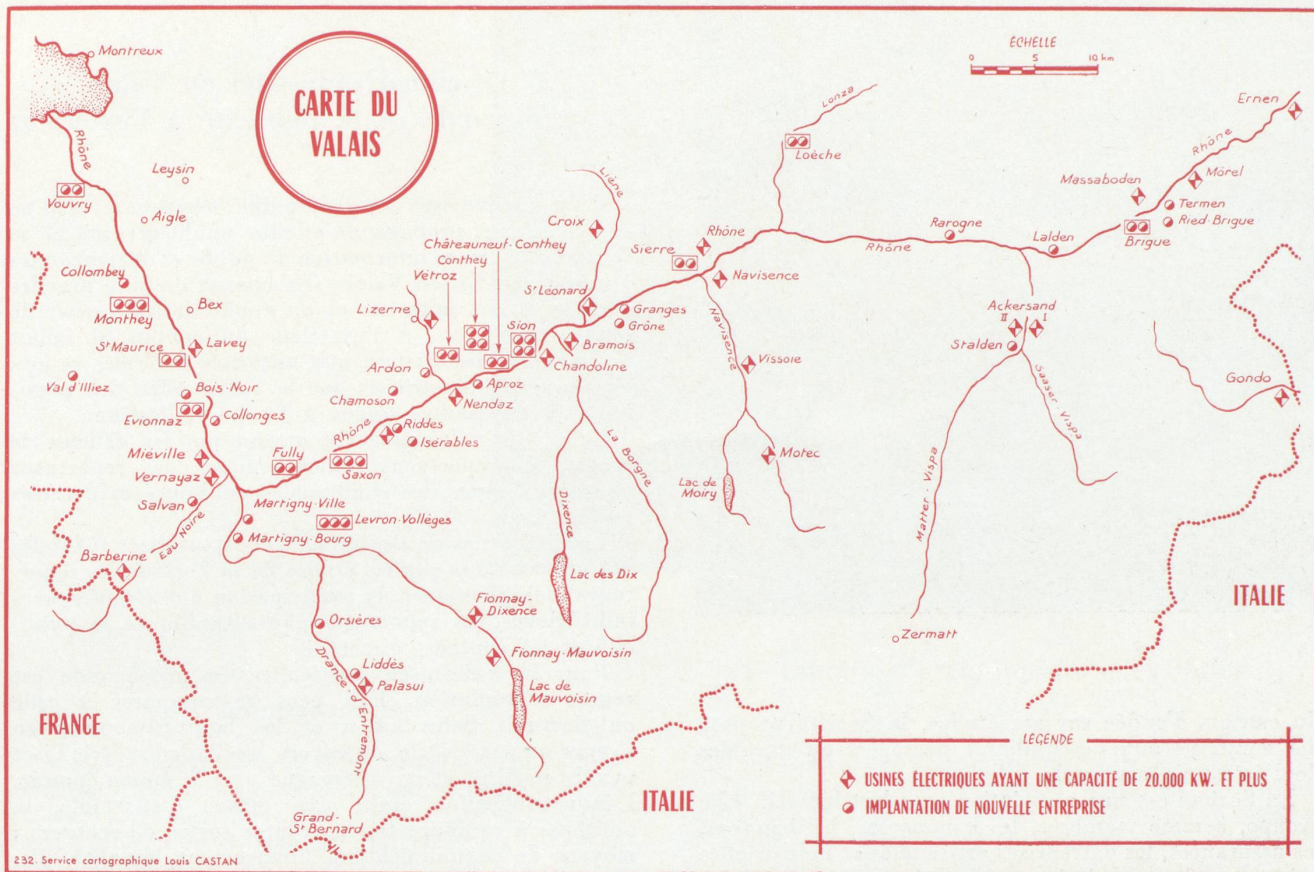 CARTE DU
VALAIS
ÉCHELLE
0 5 10 km
Montreux
Rhône
Leysin
Vouvry
Aigle
Collombey
Monthey
Bex
St Maurice
Lavey
Val d'Illiez
Bois-Noir
Evionnaz
Collonges
Miéville
Vernayaz
Salvan
Eau Noire
Barberine
Martigny-Ville
Martigny-Bourg
Fully
Saxon
Levron-Vollèges
Rhône
Riddes
Isérables
Chamoson
Ardon
Lizerne
Vétroz
Châteauneuf-Conthey
Conthey
Sion
Nendaz
Aproz
Chandoline
Bramois
St Léonard
Croix
Liène
Granges
Grône
Sierre
Rhône
Navisence
Navisence
Vissoie
Motec
Lac de
Moiry
Loèche
Lonza
Rhône
Rarogne
Lalden
Ackersand
II I
Stalden
Saaser-Vispa
Matter-Vispa
Zermatt
Brigue
Massaboden
Termen
Ried-Brigue
Mörel
Rhône
Ernen
Gondo
Dixence
La Borgne
Lac des Dix
Orsières
Liddès
Palasui
Drance-d'Entremont
Fionnay-
Dixence
Fionnay-Mauvoisin
Lac de
Mauvoisin
Grand-
St Bernard
FRANCE
ITALIE
ITALIE
LÉGENDE
USINES ÉLECTRIQUES AYANT UNE CAPACITÉ DE 20.000 KW. ET PLUS
IMPLANTATION DE NOUVELLE ENTREPRISE
232. Service cartographique Louis CASTAN